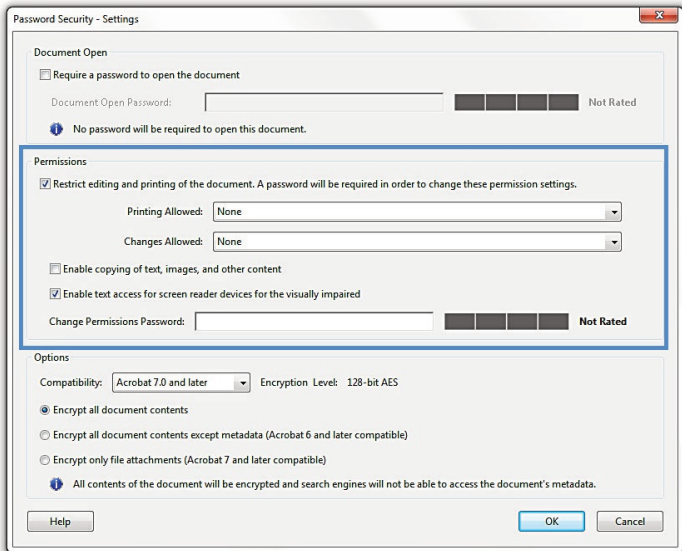 Password Security - Settings
Document Open
Require a password to open the document
Document Open Password: Not Rated
No password will be required to open this document.
Permissions
Restrict editing and printing of the document. A password will be required in order to change these permission settings.
Printing Allowed: None
Changes Allowed: None
Enable copying of text, images, and other content
Enable text access for screen reader devices for the visually impaired
Change Permissions Password: Not Rated
Options
Compatibility: Acrobat 7.0 and later Encryption Level: 128-bit AES
Encrypt all document contents
Encrypt all document contents except metadata (Acrobat 6 and later compatible)
Encrypt only file attachments (Acrobat 7 and later compatible)
All contents of the document will be encrypted and search engines will not be able to access the document's metadata.
Help OK Cancel